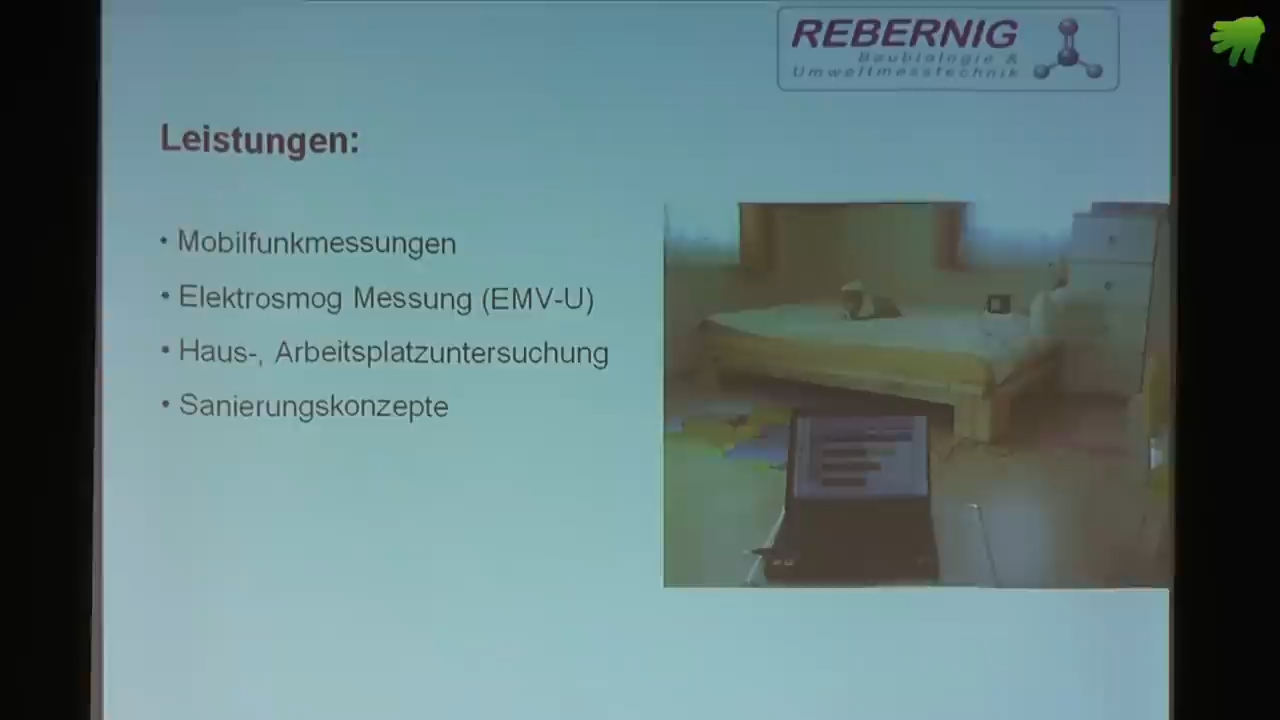 REBERNIG
Baubiologie &
Umweltmesstechnik
Leistungen:
• Mobilfunkmessungen
• Elektrosmog Messung (EMV-U)
• Haus-, Arbeitsplatzuntersuchung
• Sanierungskonzepte